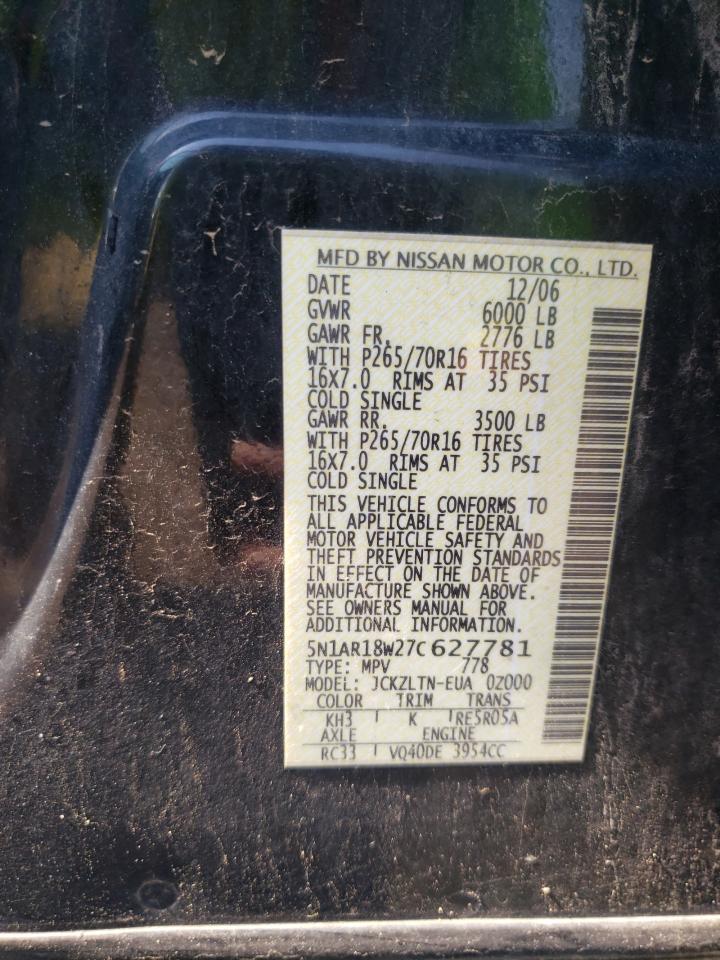 MFD BY NISSAN MOTOR CO., LTD.
DATE 12/06
GVWR 6000 LB
GAWR FR. 2776 LB
WITH P265/70R16 TIRES
16X7.0 RIMS AT 35 PSI
COLD SINGLE
GAWR RR. 3500 LB
WITH P265/70R16 TIRES
16X7.0 RIMS AT 35 PSI
COLD SINGLE
THIS VEHICLE CONFORMS TO
ALL APPLICABLE FEDERAL
MOTOR VEHICLE SAFETY AND
THEFT PREVENTION STANDARDS
IN EFFECT ON THE DATE OF
MANUFACTURE SHOWN ABOVE.
SEE OWNERS MANUAL FOR
ADDITIONAL INFORMATION.
5N1AR18W27C627781
TYPE: MPV 778
MODEL: JCKZLTN-EUA 0Z000
COLOR TRIM TRANS
KH3 K RE5R05A
AXLE ENGINE
RC33 VQ40DE 3954CC